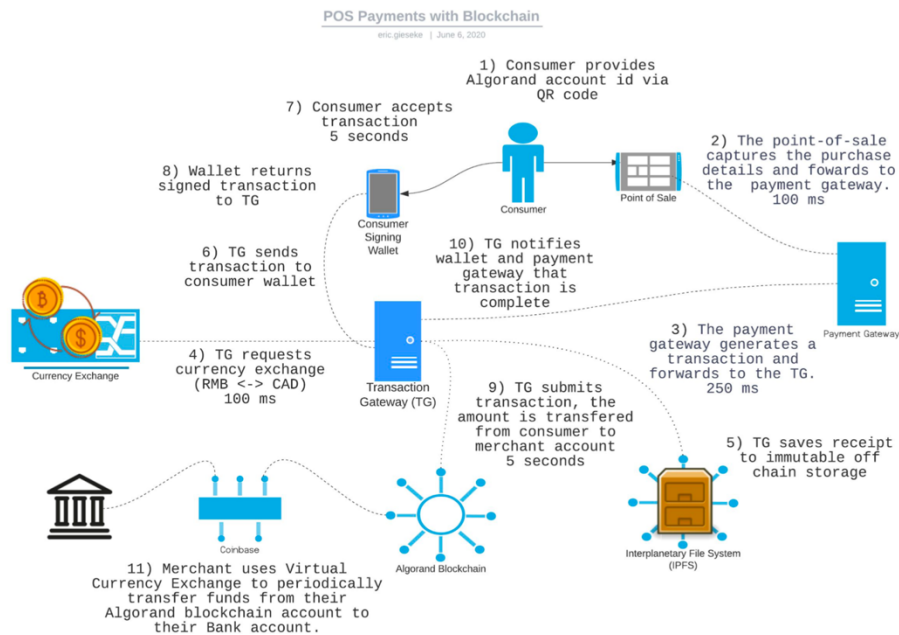 POS Payments with Blockchain
eric.gieseke | June 6, 2020
1) Consumer provides
Algorand account id via
QR code
7) Consumer accepts
transaction
5 seconds
2) The point-of-sale
captures the purchase
details and fowards to
the payment gateway.
100 ms
8) Wallet returns
signed transaction
to TG
Consumer
Point of Sale
Consumer
Signing
Wallet
6) TG sends
transaction to
consumer wallet
10) TG notifies
wallet and payment
gateway that
transaction is
complete
Payment Gateway
3) The payment
gateway generates a
transaction and
forwards to the TG.
250 ms
Currency Exchange
4) TG requests
currency exchange
(RMB <-> CAD)
100 ms
Transaction
Gateway (TG)
9) TG submits
transaction, the
amount is transfered
from consumer to
merchant account
5 seconds
5) TG saves receipt
to immutable off
chain storage
Coinbase
Algorand Blockchain
Interplanetary File System
(IPFS)
11) Merchant uses Virtual
Currency Exchange to periodically
transfer funds from their
Algorand blockchain account to
their Bank account.